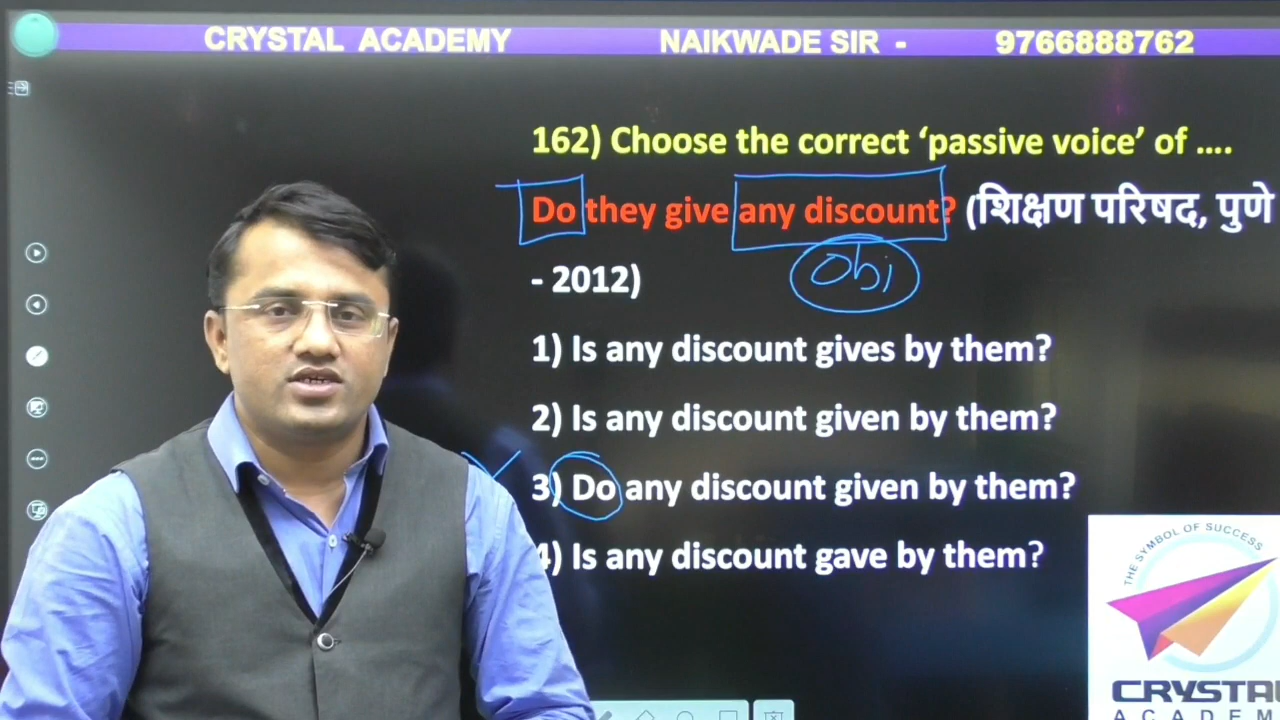 CRYSTAL ACADEMY NAIKWADE SIR - 9766888762
162) Choose the correct ‘passive voice’ of ....
Do they give any discount? (शिक्षण परिषद, पुणे
- 2012)
Obj
1) Is any discount gives by them?
2) Is any discount given by them?
3) Do any discount given by them?
4) Is any discount gave by them?
THE SYMBOL OF SUCCESS
CRYSTAL
ACADEM